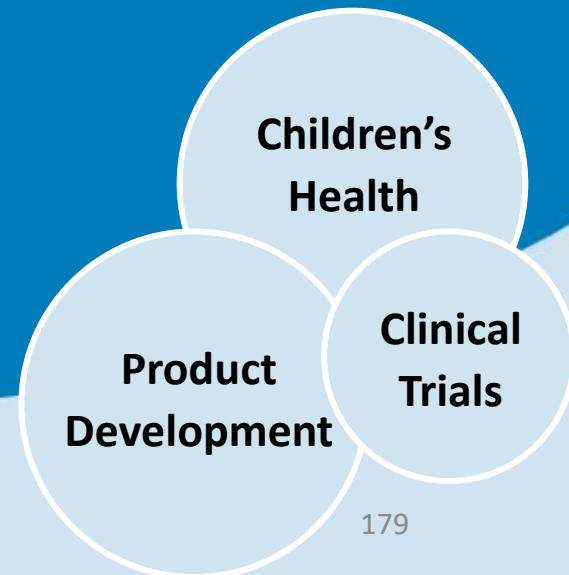 Children’s
Health
Clinical
Trials
Product
Development
179